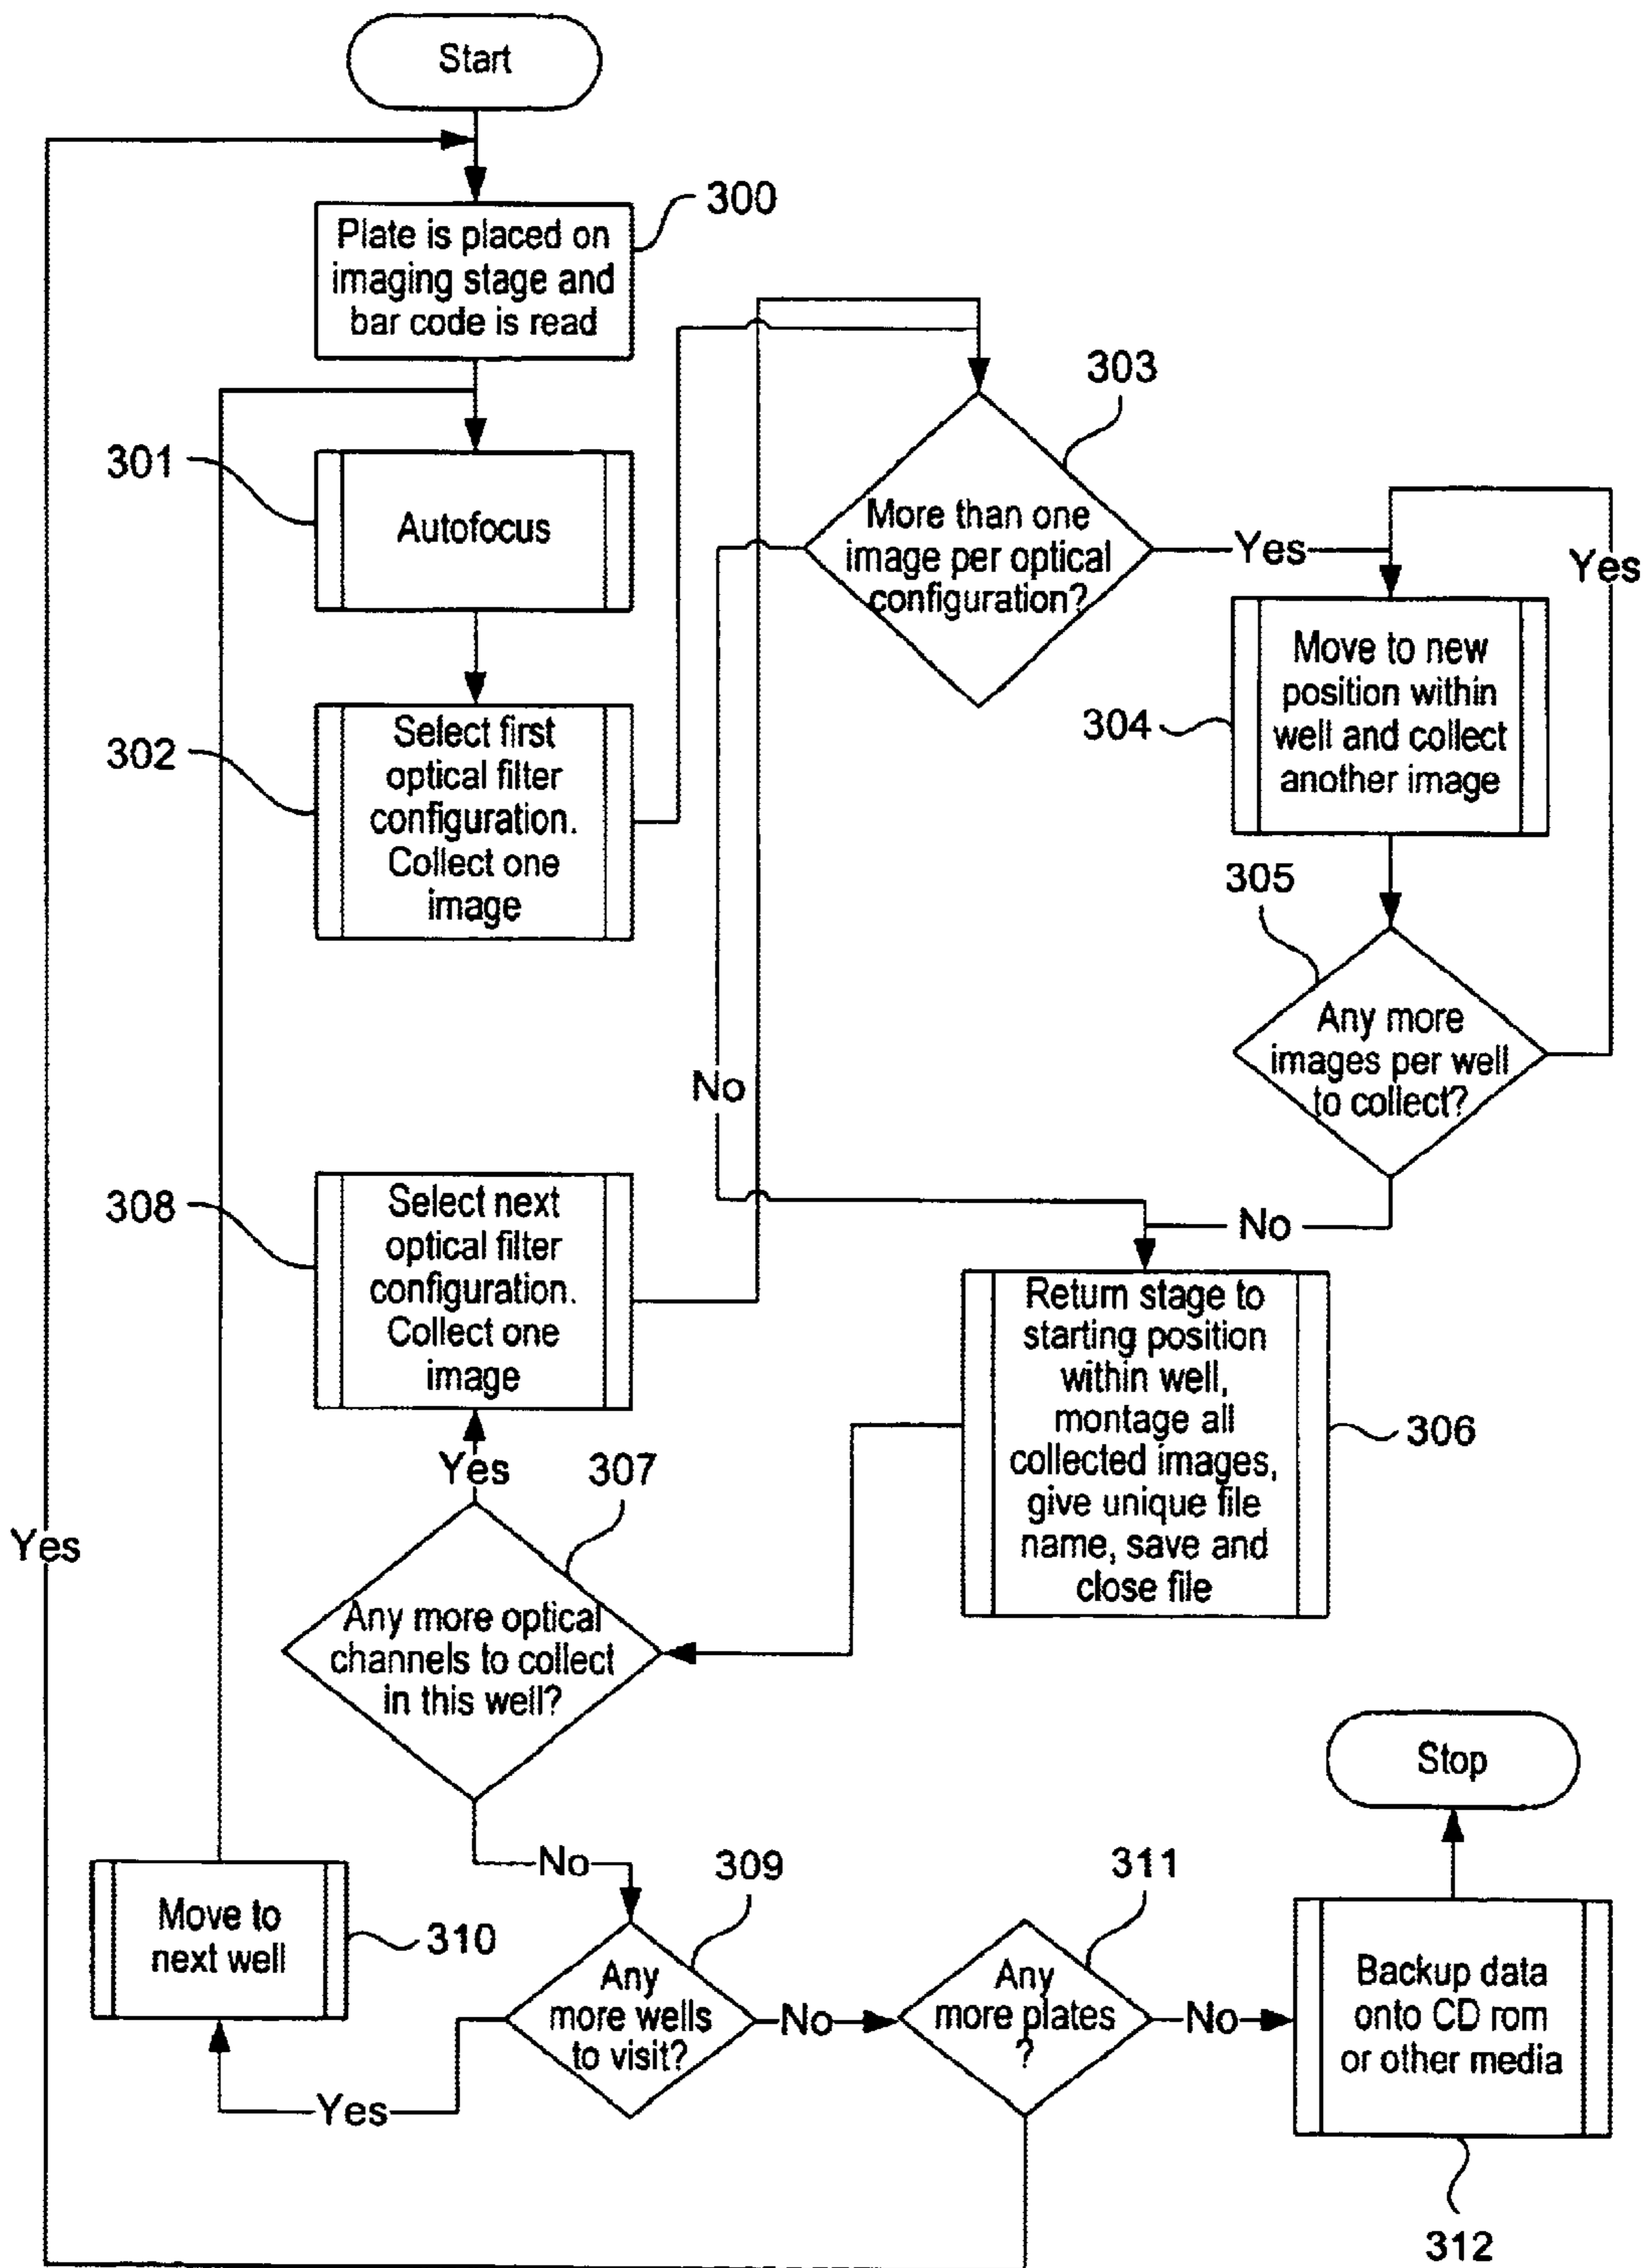 Start
300
Plate is placed on
imaging stage and
bar code is read
301
Autofocus
302
Select first
optical filter
configuration.
Collect one
image
303
More than one
image per optical
configuration?
Yes
Yes
304
Move to new
position within
well and collect
another image
305
Any more
images per well
to collect?
No
No
308
Select next
optical filter
configuration.
Collect one
image
306
Return stage to
starting position
within well,
montage all
collected images,
give unique file
name, save and
close file
Yes
307
Any more optical
channels to collect
in this well?
Yes
No
309
Any
more wells
to visit?
310
Move to
next well
Yes
No
311
Any
more plates
?
No
Backup data
onto CD rom
or other media
312
Stop